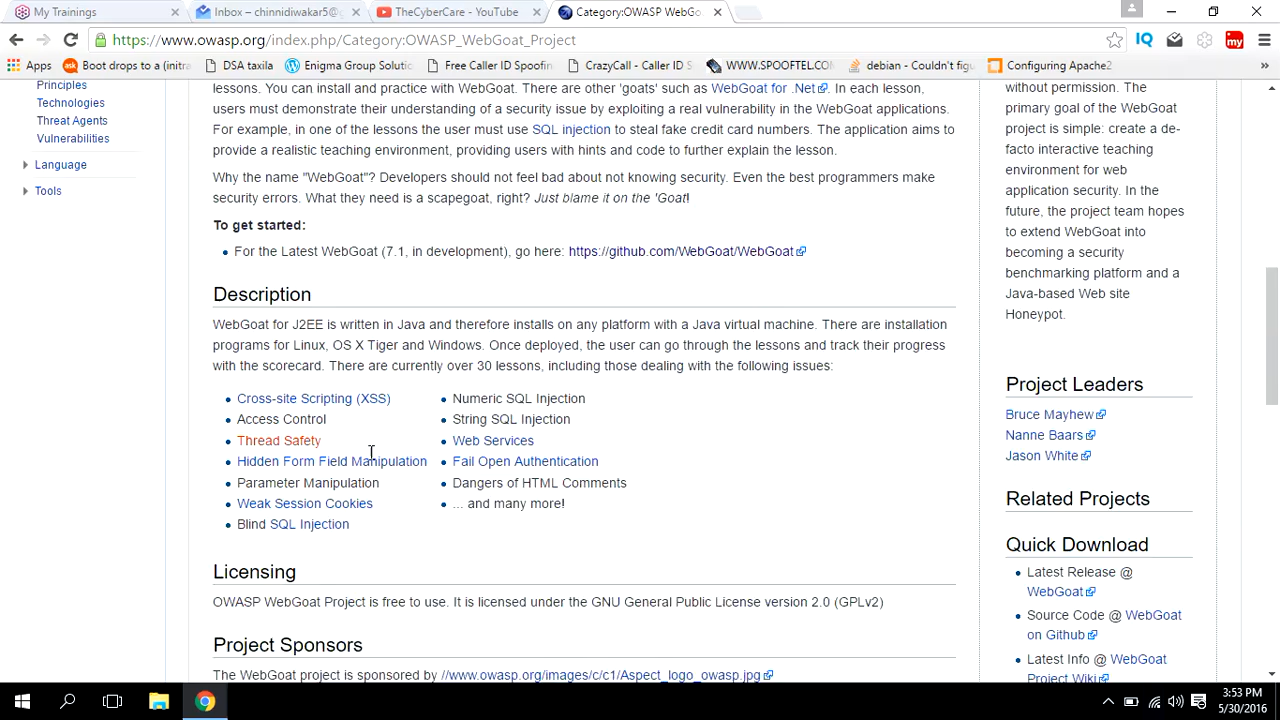 My Trainings
Inbox – chinnidiwakar5@g
TheCyberCare - YouTube
Category:OWASP WebGo
https://www.owasp.org/index.php/Category:OWASP_WebGoat_Project
IQ
my
Apps
ask
Boot drops to a (initra
DSA taxila
Enigma Group Soluti
Free Caller ID Spoofin
CrazyCall - Caller ID S
WWW.SPOOFTEL.CO
debian - Couldn't fig
Configuring Apache2
»
Principles
Technologies
Threat Agents
Vulnerabilities
Language
Tools
lessons. You can install and practice with WebGoat. There are other 'goats' such as WebGoat for .Net. In each lesson,
users must demonstrate their understanding of a security issue by exploiting a real vulnerability in the WebGoat applications.
For example, in one of the lessons the user must use SQL injection to steal fake credit card numbers. The application aims to
provide a realistic teaching environment, providing users with hints and code to further explain the lesson.
Why the name "WebGoat"? Developers should not feel bad about not knowing security. Even the best programmers make
security errors. What they need is a scapegoat, right? Just blame it on the 'Goat!
To get started:
• For the Latest WebGoat (7.1, in development), go here: https://github.com/WebGoat/WebGoat
Description
WebGoat for J2EE is written in Java and therefore installs on any platform with a Java virtual machine. There are installation
programs for Linux, OS X Tiger and Windows. Once deployed, the user can go through the lessons and track their progress
with the scorecard. There are currently over 30 lessons, including those dealing with the following issues:
• Cross-site Scripting (XSS)
• Access Control
• Thread Safety
• Hidden Form Field Manipulation
• Parameter Manipulation
• Weak Session Cookies
• Blind SQL Injection
• Numeric SQL Injection
• String SQL Injection
• Web Services
• Fail Open Authentication
• Dangers of HTML Comments
• ... and many more!
Licensing
OWASP WebGoat Project is free to use. It is licensed under the GNU General Public License version 2.0 (GPLv2)
Project Sponsors
The WebGoat project is sponsored by //www.owasp.org/images/c/c1/Aspect_logo_owasp.jpg
without permission. The
primary goal of the WebGoat
project is simple: create a de-
facto interactive teaching
environment for web
application security. In the
future, the project team hopes
to extend WebGoat into
becoming a security
benchmarking platform and a
Java-based Web site
Honeypot.
Project Leaders
Bruce Mayhew
Nanne Baars
Jason White
Related Projects
Quick Download
• Latest Release @
WebGoat
• Source Code @ WebGoat
on Github
• Latest Info @ WebGoat
Project Wiki
3:53 PM
5/30/2016